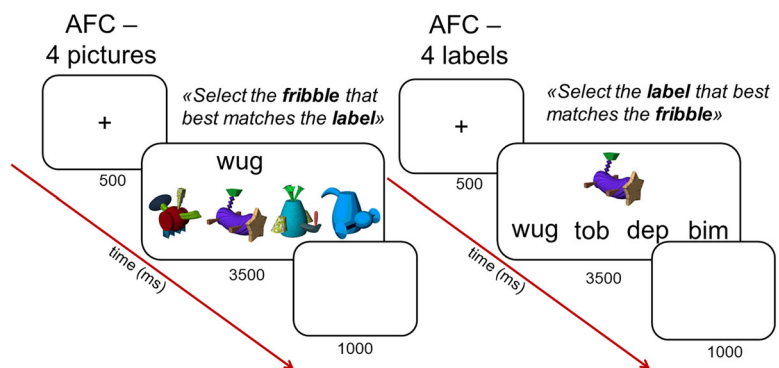 AFC –
4 pictures
«Select the fribble that
best matches the label»
+
500
wug
3500
time (ms)
1000
AFC –
4 labels
«Select the label that best
matches the fribble»
+
500
wug tob dep bim
3500
time (ms)
1000